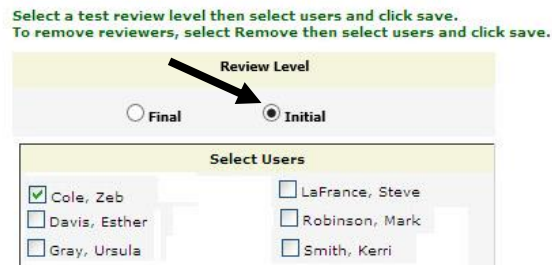 Select a test review level then select users and click save.
To remove reviewers, select Remove then select users and click save.
Review Level
Final Initial
Select Users
Cole, Zeb LaFrance, Steve
Davis, Esther Robinson, Mark
Gray, Ursula Smith, Kerri